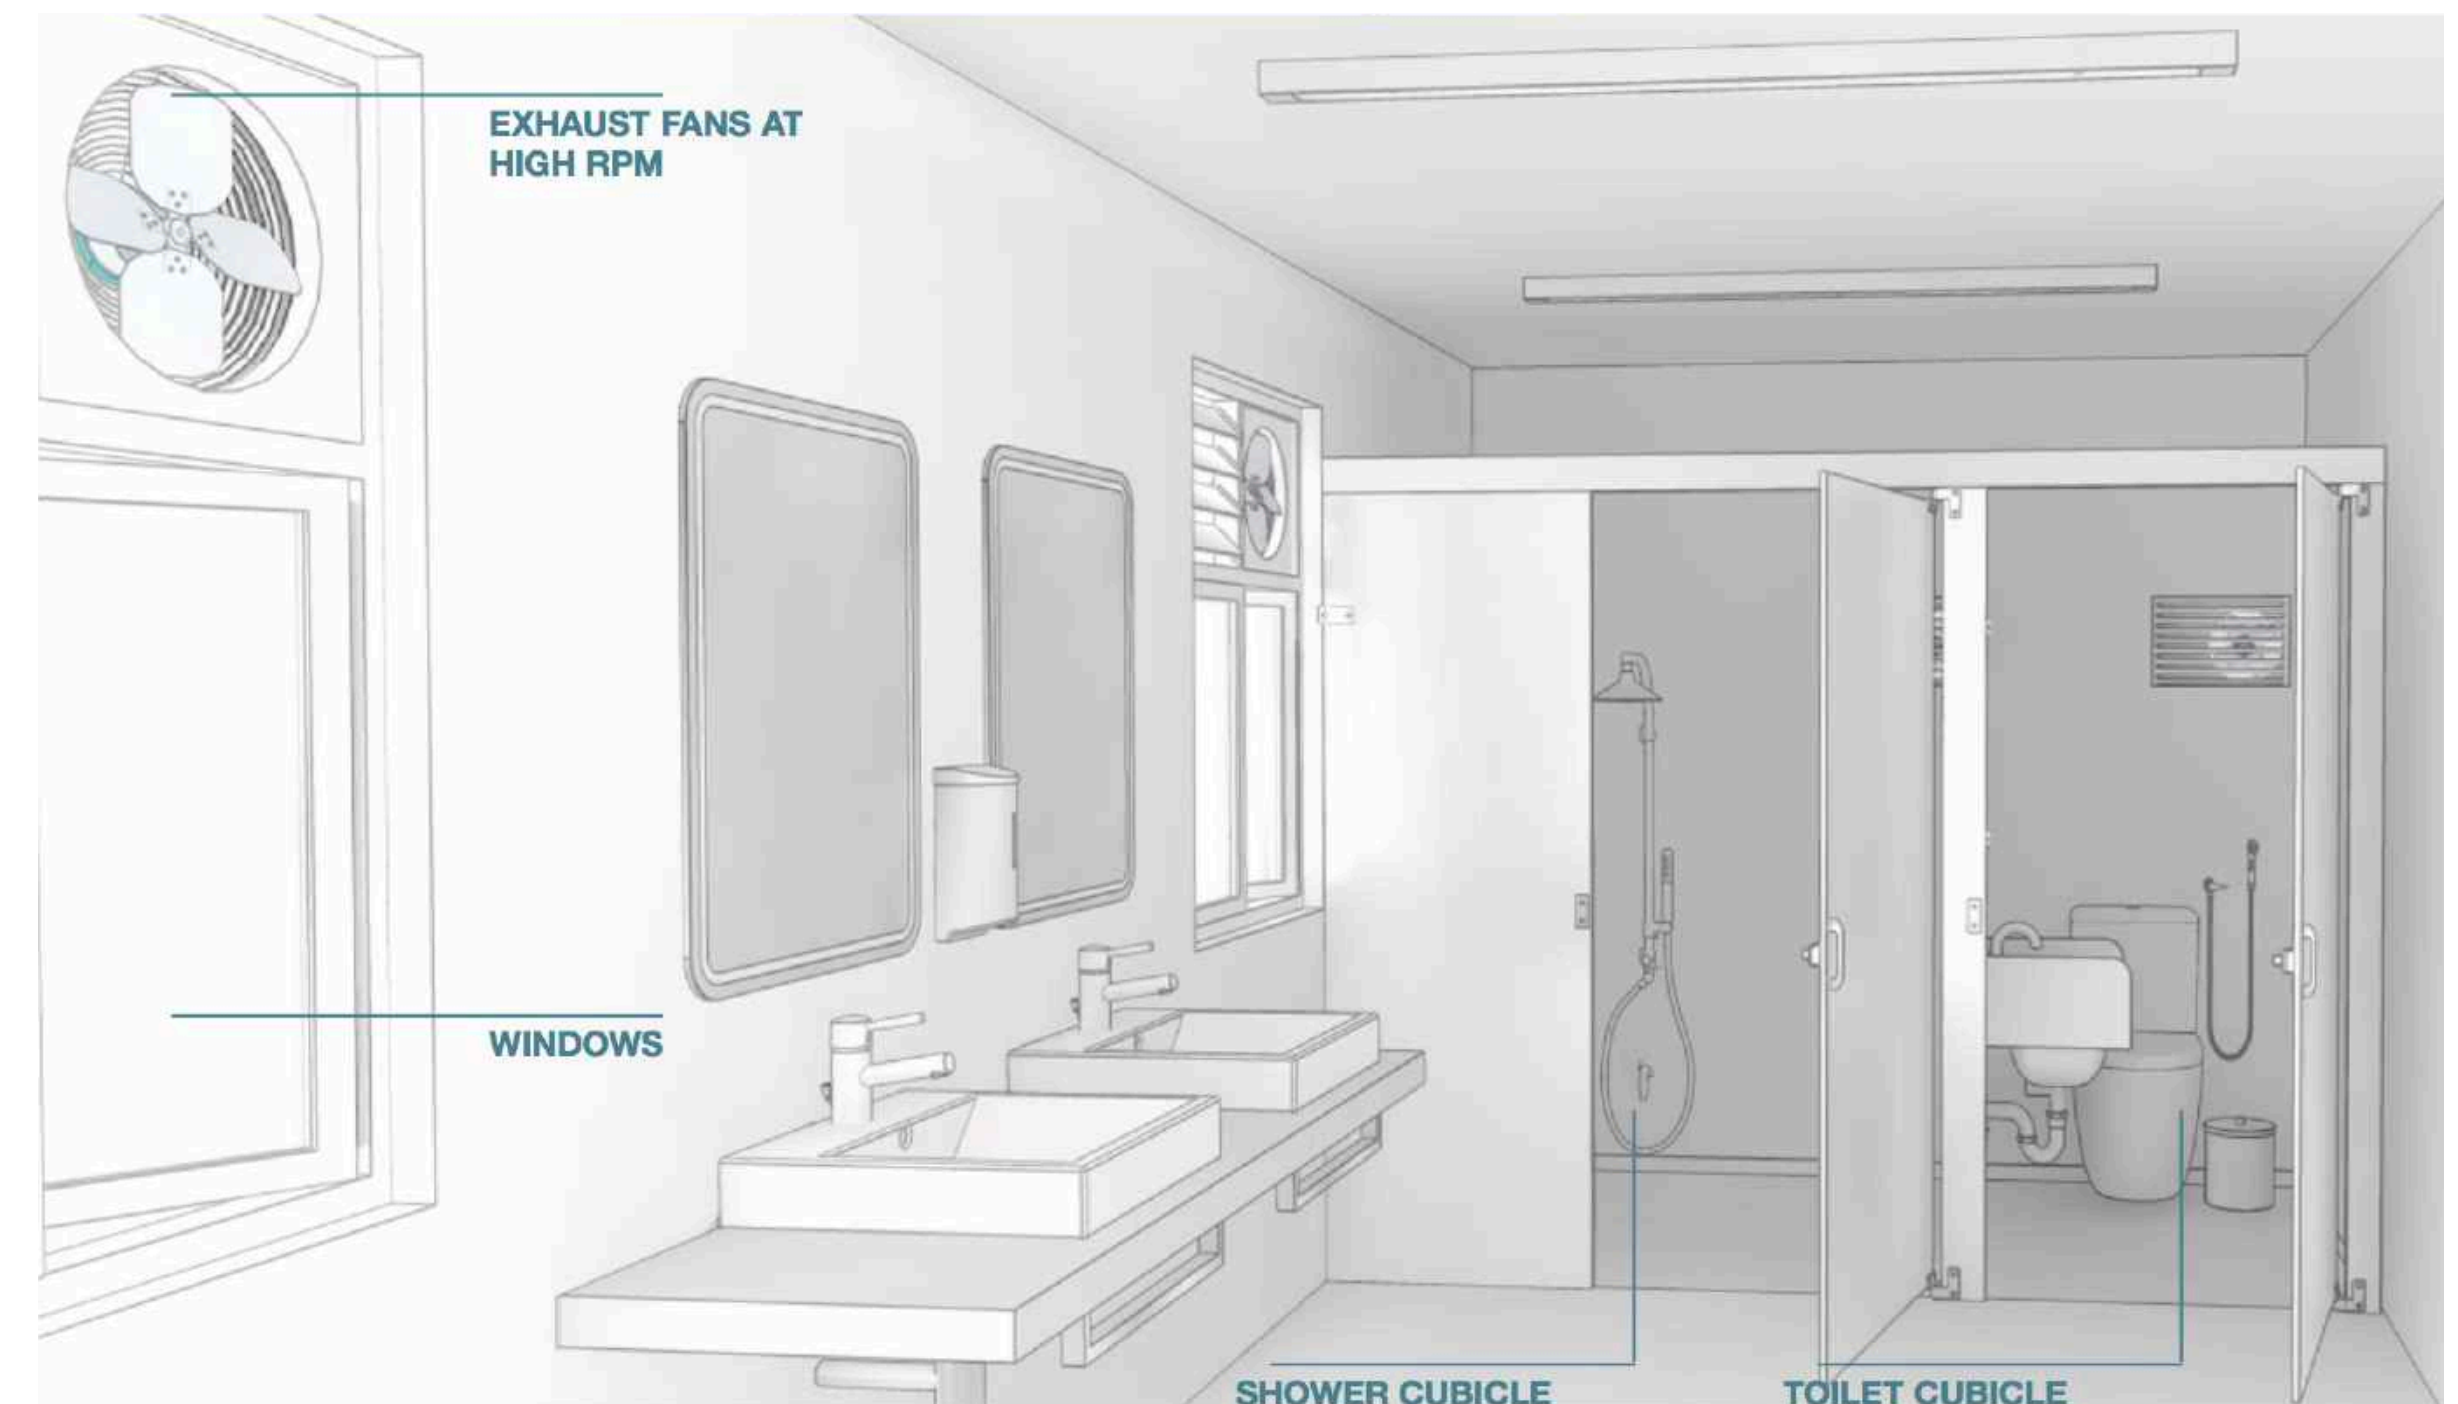 EXHAUST FANS AT
HIGH RPM
WINDOWS
SHOWER CUBICLE
TOILET CUBICLE